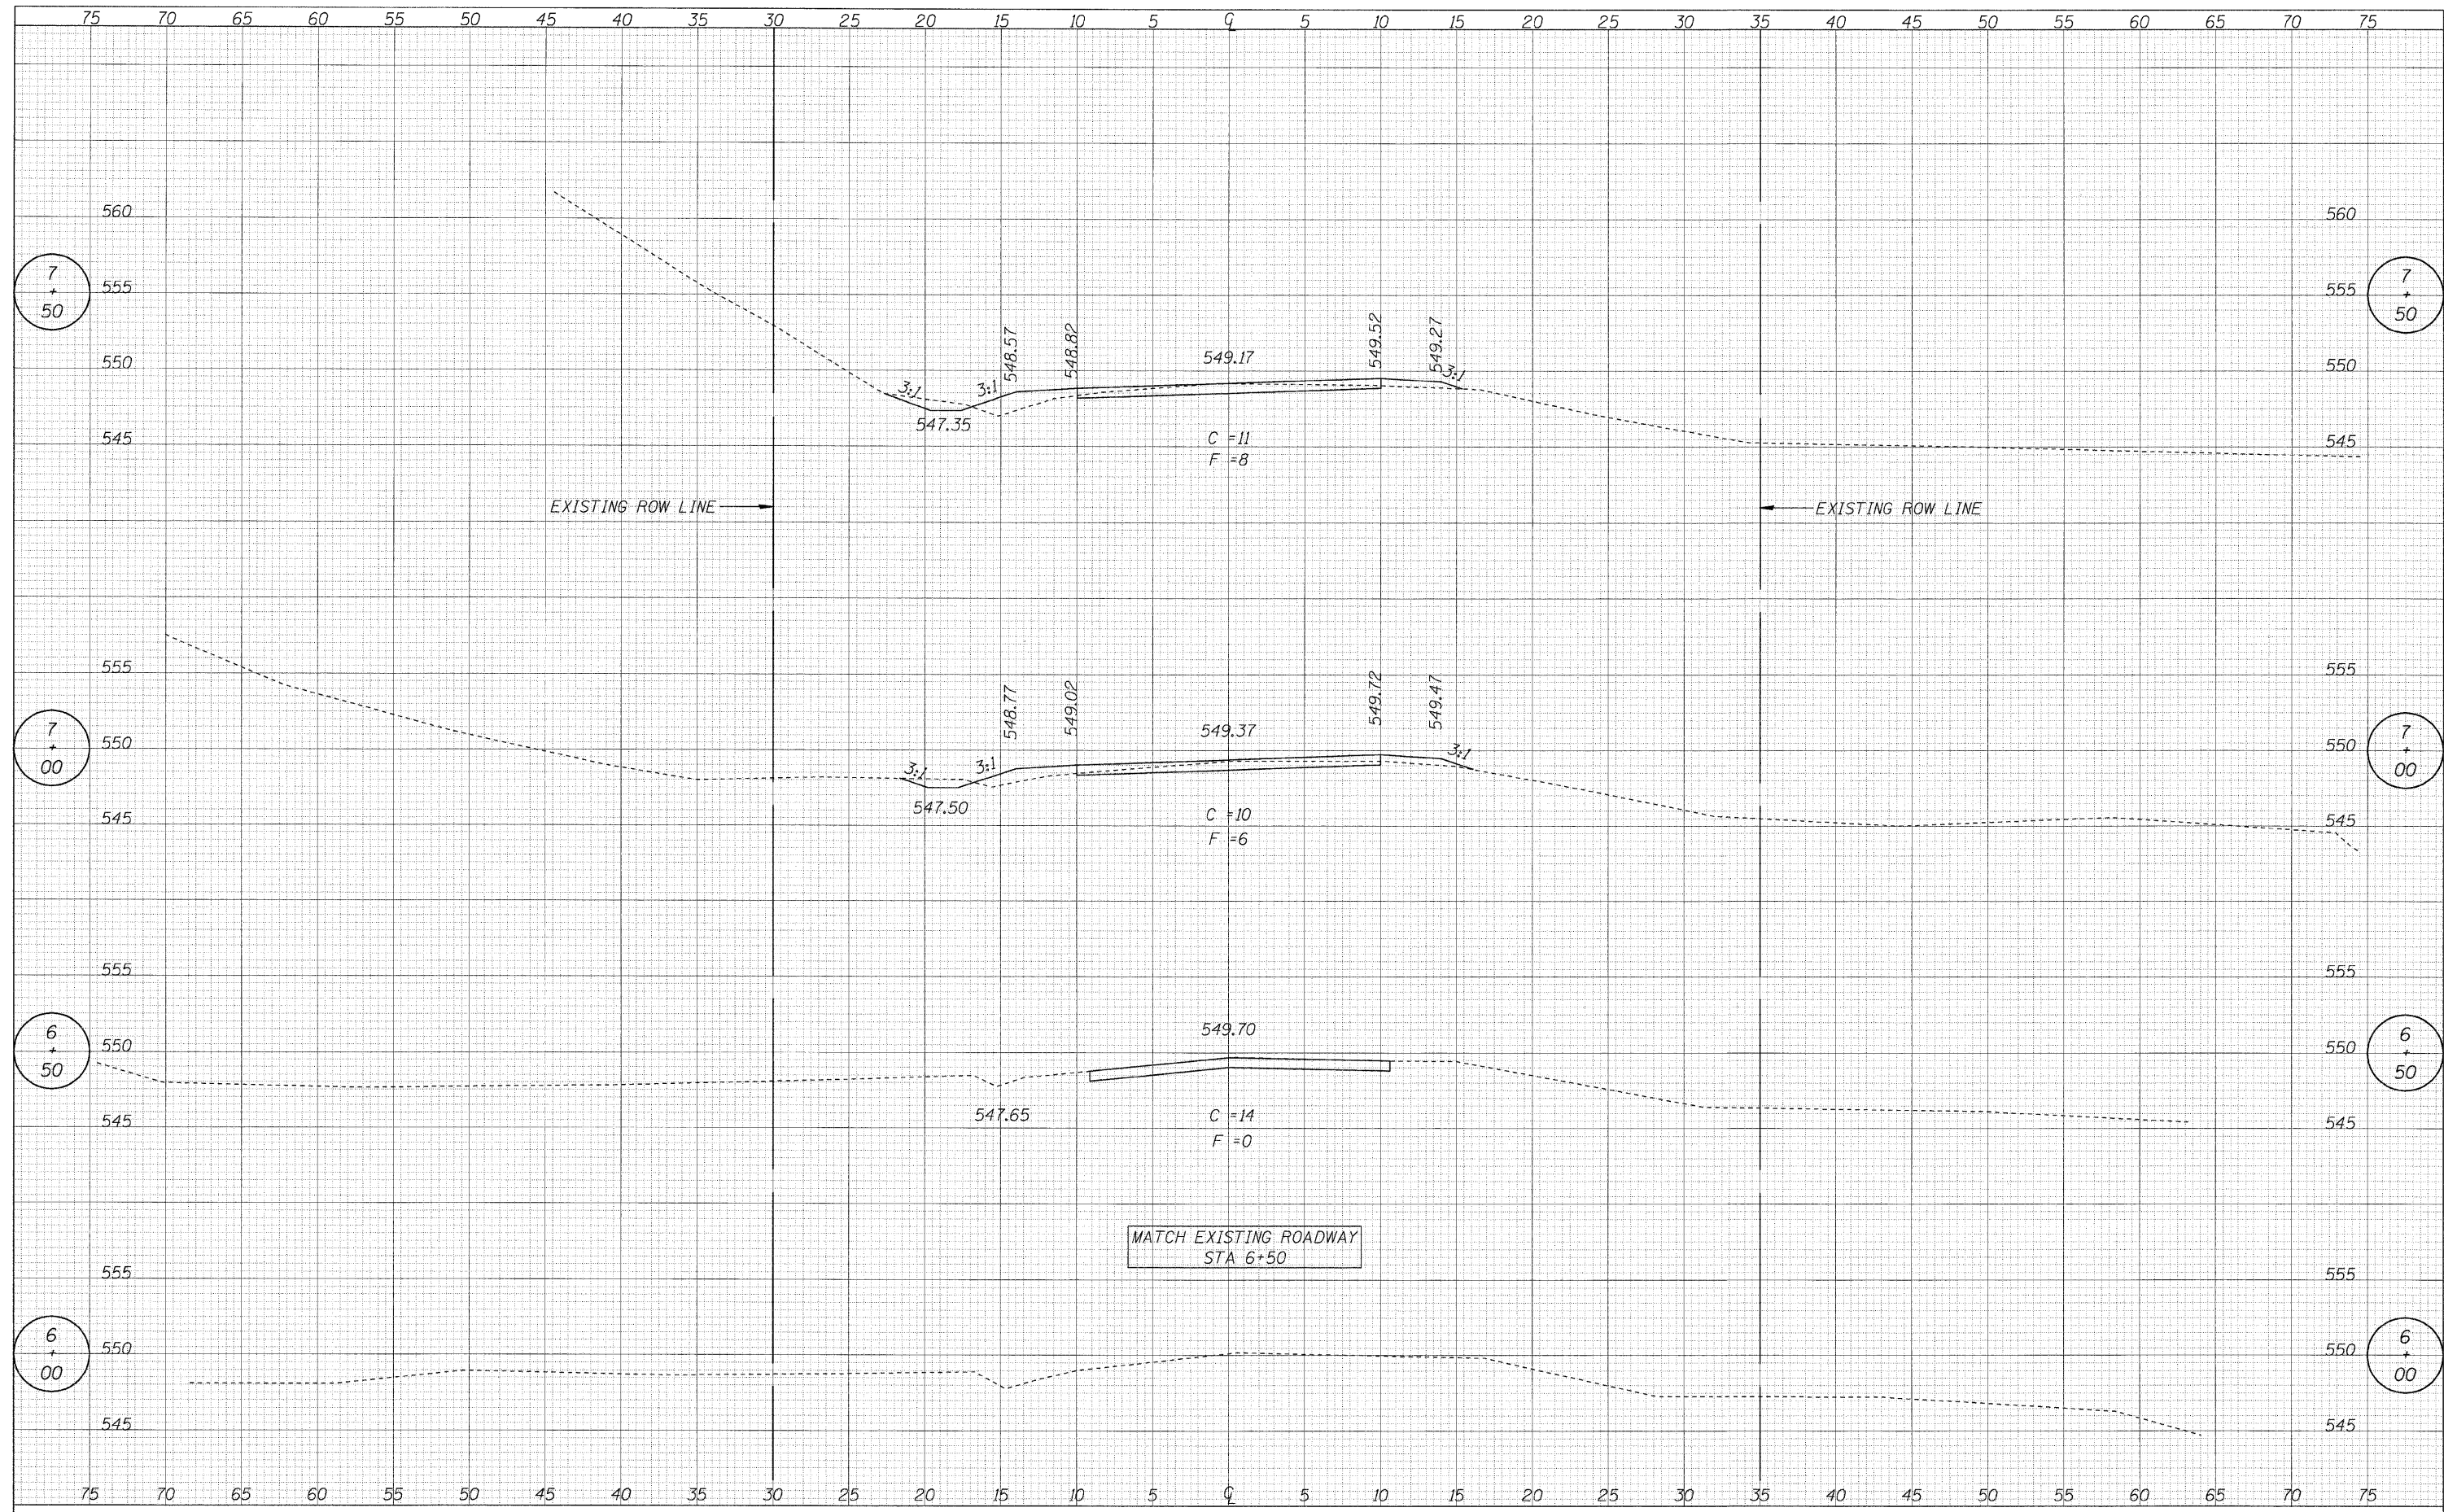 75 70 65 60 55 50 45 40 35 30 25 20 15 10 5 ℄ 5 10 15 20 25 30 35 40 45 50 55 60 65 70 75
560 560
7 + 50
555 555
7 + 50
548.57 548.82 549.52 549.27
549.17
550 550
3:1 3:1 3:1
547.35
545 545
C =11
F =8
EXISTING ROW LINE EXISTING ROW LINE
555 555
548.77 549.02 549.72 549.47
549.37
7 + 00
550 550
7 + 00
3:1 3:1 3:1
547.50
C =10
545 545
F =6
555 555
549.70
6 + 50
550 550
6 + 50
547.65
C =14
545 545
F =0
MATCH EXISTING ROADWAY
STA 6+50
555 555
6 + 00
550 550
6 + 00
545 545
75 70 65 60 55 50 45 40 35 30 25 20 15 10 5 ℄ 5 10 15 20 25 30 35 40 45 50 55 60 65 70 75